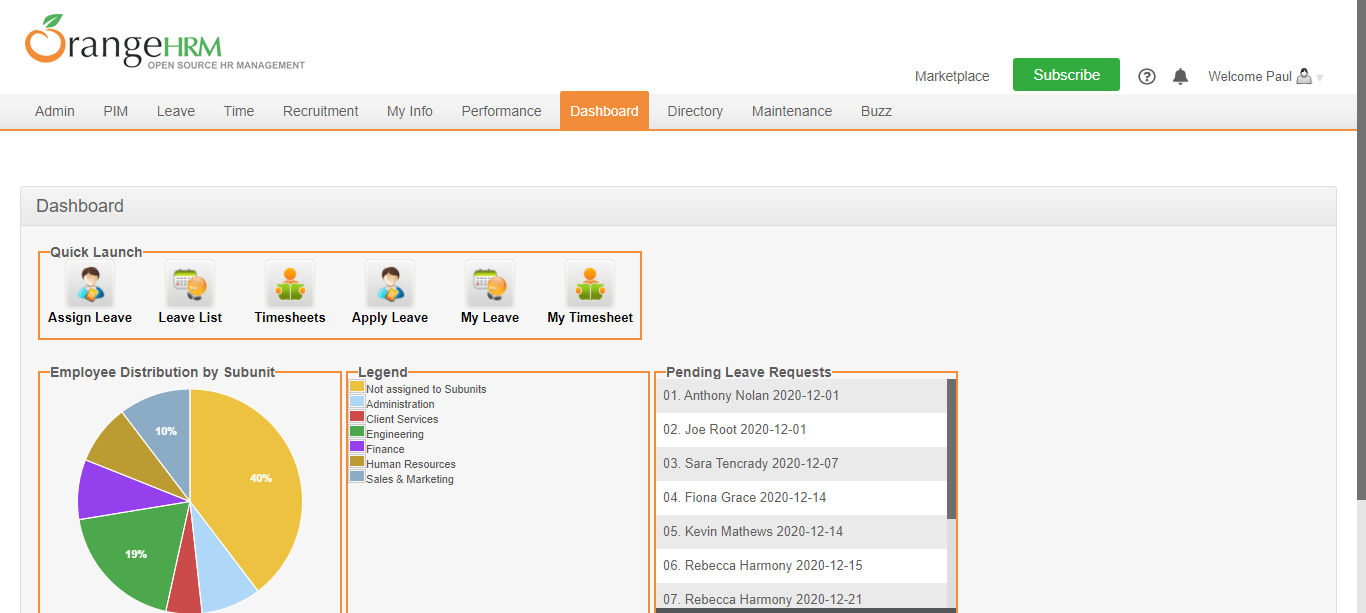 OrangeHRM
OPEN SOURCE HR MANAGEMENT
Marketplace Subscribe Welcome Paul
Admin PIM Leave Time Recruitment My Info Performance Dashboard Directory Maintenance Buzz
Dashboard
Quick Launch
Assign Leave Leave List Timesheets Apply Leave My Leave My Timesheet
Employee Distribution by Subunit
10%
40%
19%
Legend
Not assigned to Subunits
Administration
Client Services
Engineering
Finance
Human Resources
Sales & Marketing
Pending Leave Requests
01. Anthony Nolan 2020-12-01
02. Joe Root 2020-12-01
03. Sara Tencrady 2020-12-07
04. Fiona Grace 2020-12-14
05. Kevin Mathews 2020-12-14
06. Rebecca Harmony 2020-12-15
07. Rebecca Harmony 2020-12-21